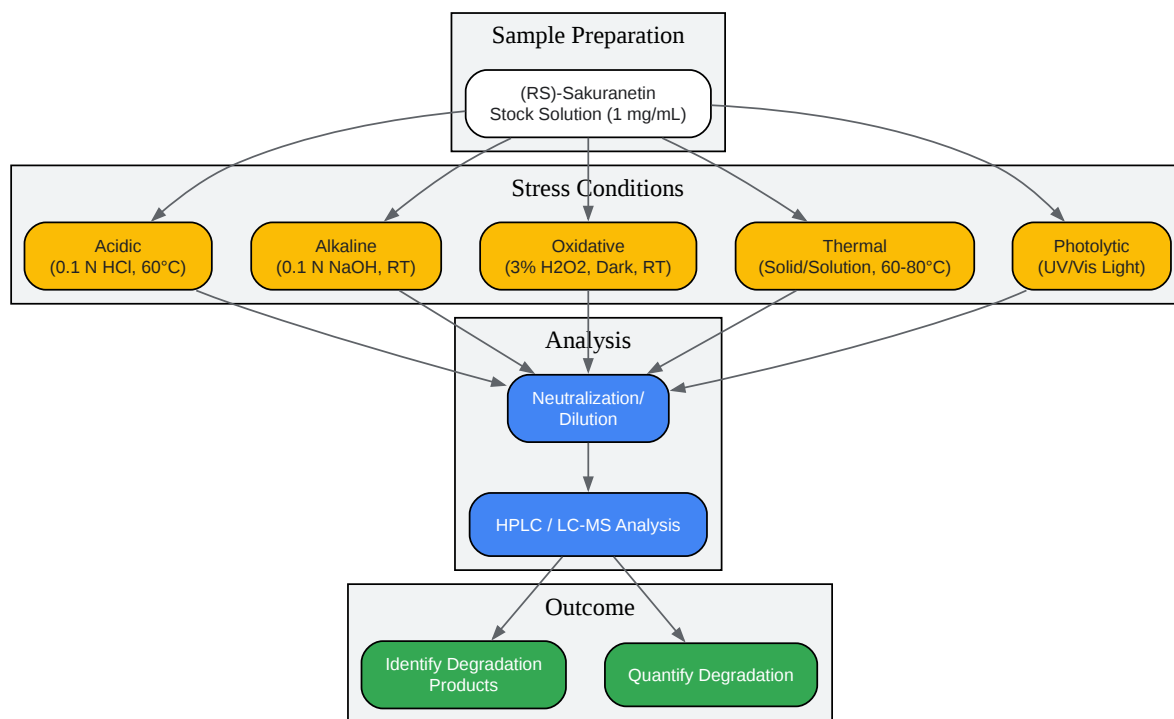 Sample Preparation
(RS)-Sakuranetin
Stock Solution (1 mg/mL)
Stress Conditions
Acidic
(0.1 N HCl, 60°C)
Alkaline
(0.1 N NaOH, RT)
Oxidative
(3% H2O2, Dark, RT)
Thermal
(Solid/Solution, 60-80°C)
Photolytic
(UV/Vis Light)
Analysis
Neutralization/
Dilution
HPLC / LC-MS Analysis
Outcome
Identify Degradation
Products
Quantify Degradation